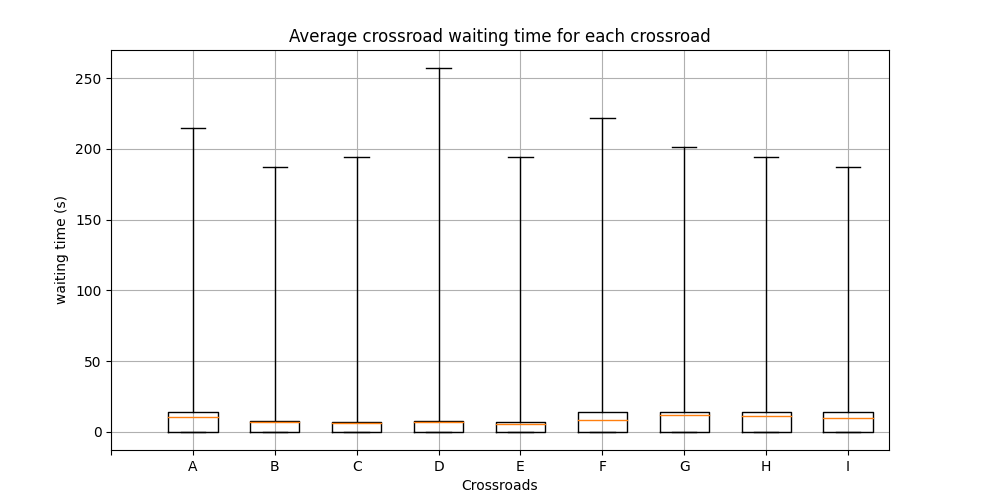 Average crossroad waiting time for each crossroad
250
200
150
100
50
0
waiting time (s)
A B C D E F G H I
Crossroads